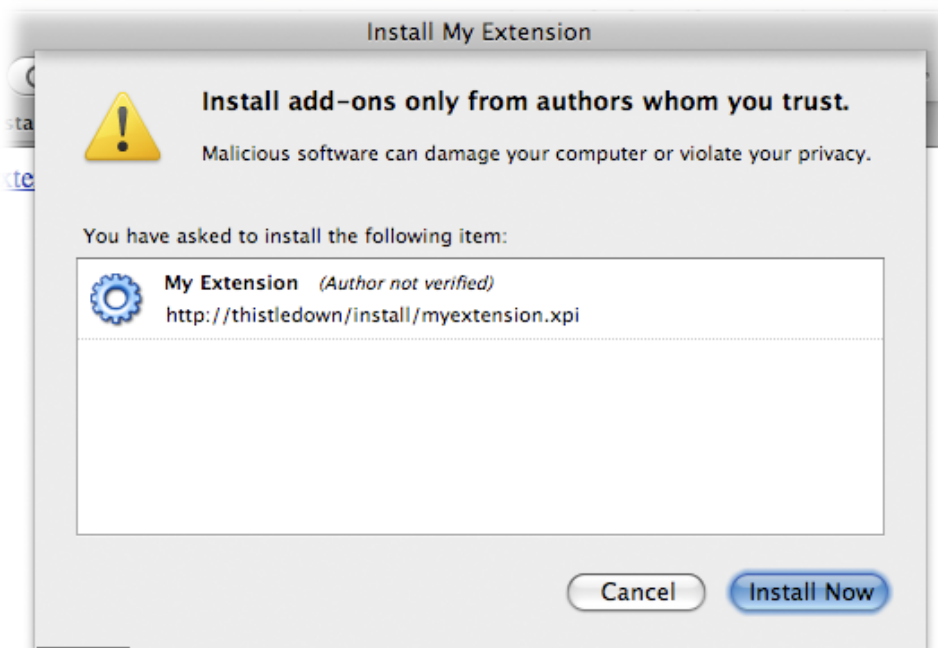 Install My Extension
Install add-ons only from authors whom you trust.
Malicious software can damage your computer or violate your privacy.
You have asked to install the following item:
My Extension (Author not verified)
http://thistledown/install/myextension.xpi
Cancel Install Now